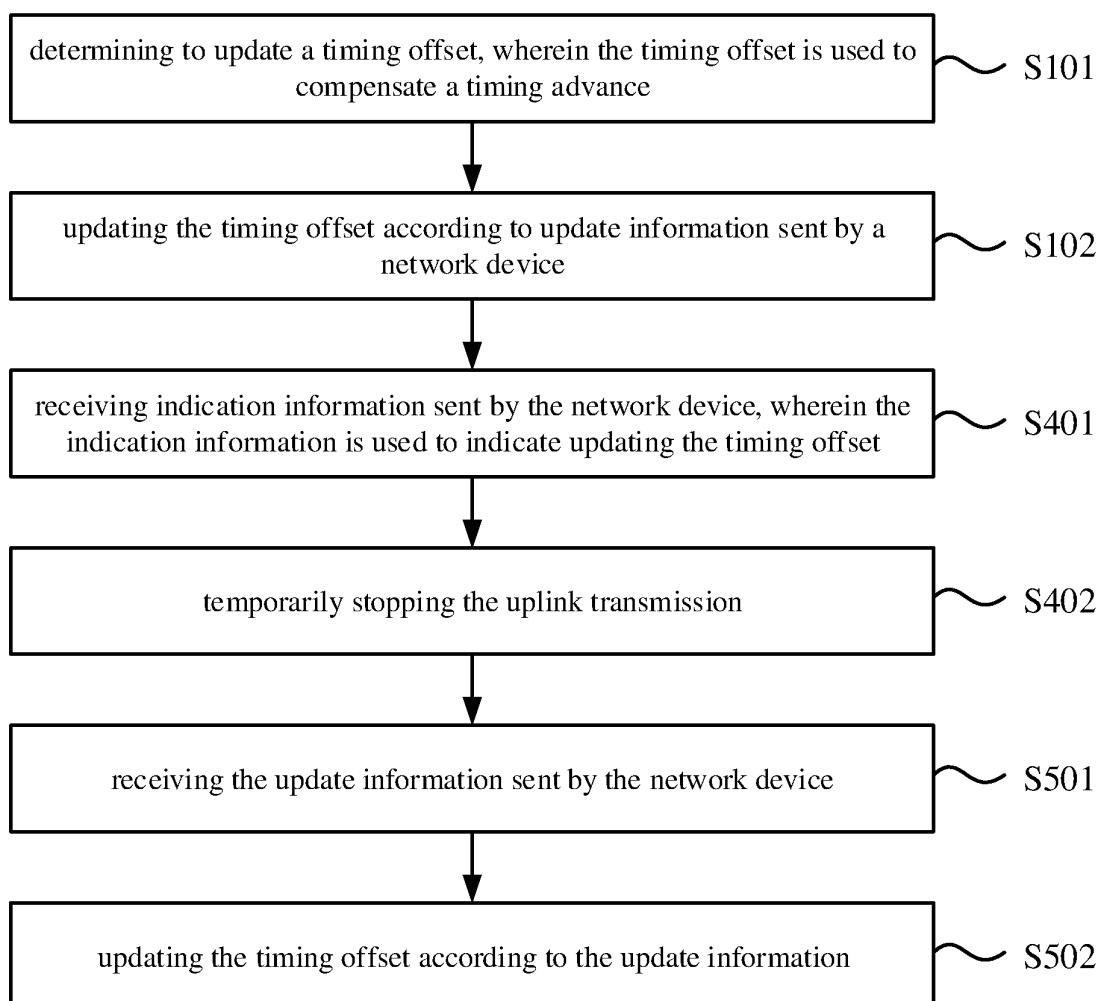 determining to update a timing offset, wherein the timing offset is used to
compensate a timing advance
S101
updating the timing offset according to update information sent by a
network device
S102
receiving indication information sent by the network device, wherein the
indication information is used to indicate updating the timing offset
S401
temporarily stopping the uplink transmission
S402
receiving the update information sent by the network device
S501
updating the timing offset according to the update information
S502